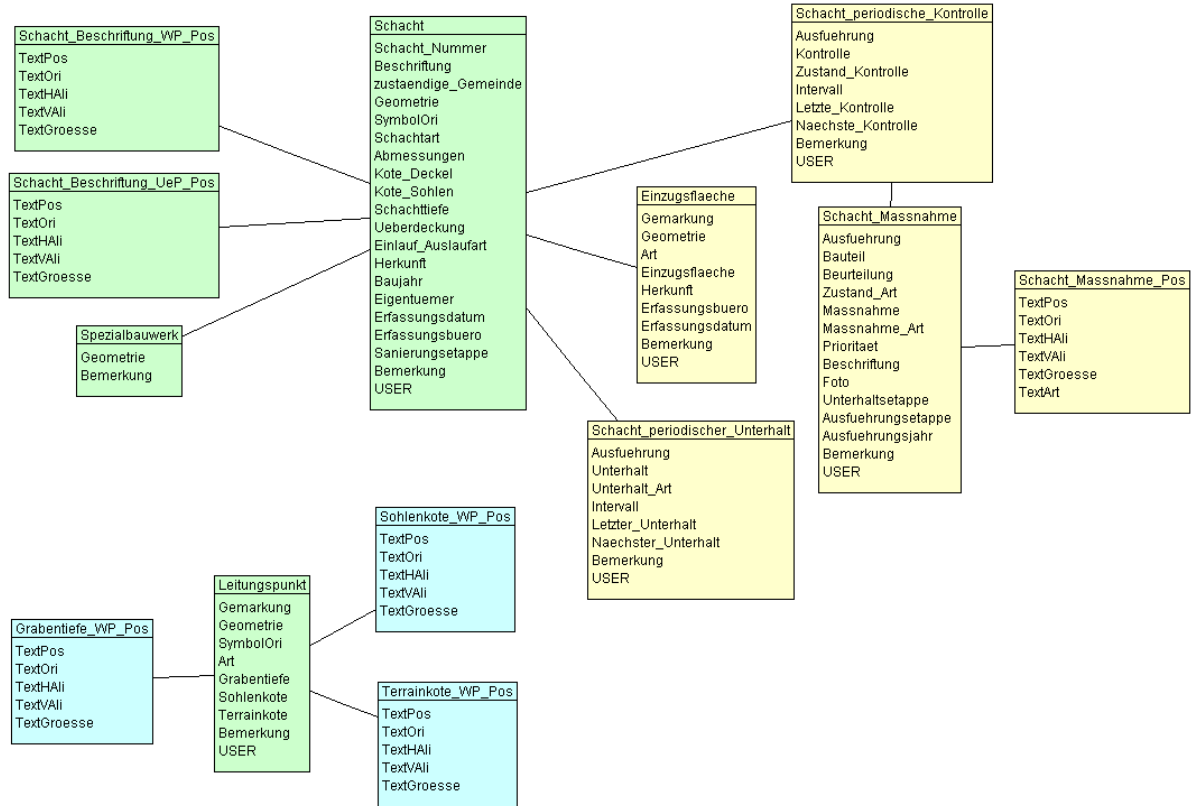 Schacht_Beschriftung_WP_Pos
TextPos
TextOri
TextHAli
TextVAli
TextGroesse
Schacht_Beschriftung_UeP_Pos
TextPos
TextOri
TextHAli
TextVAli
TextGroesse
Spezialbauwerk
Geometrie
Bemerkung
Schacht
Schacht_Nummer
Beschriftung
zustaendige_Gemeinde
Geometrie
SymbolOri
Schachtart
Abmessungen
Kote_Deckel
Kote_Sohlen
Schachttiefe
Ueberdeckung
Einlauf_Auslaufart
Herkunft
Baujahr
Eigentuemer
Erfassungsdatum
Erfassungsbuero
Sanierungsetappe
Bemerkung
USER
Schacht_periodische_Kontrolle
Ausfuehrung
Kontrolle
Zustand_Kontrolle
Intervall
Letzte_Kontrolle
Naechste_Kontrolle
Bemerkung
USER
Einzugsflaeche
Gemarkung
Geometrie
Art
Einzugsflaeche
Herkunft
Erfassungsbuero
Erfassungsdatum
Bemerkung
USER
Schacht_Massnahme
Ausfuehrung
Bauteil
Beurteilung
Zustand_Art
Massnahme
Massnahme_Art
Prioritaet
Beschriftung
Foto
Unterhaltsetappe
Ausfuehrungsetappe
Ausfuehrungsjahr
Bemerkung
USER
Schacht_Massnahme_Pos
TextPos
TextOri
TextHAli
TextVAli
TextGroesse
TextArt
Schacht_periodischer_Unterhalt
Ausfuehrung
Unterhalt
Unterhalt_Art
Intervall
Letzter_Unterhalt
Naechster_Unterhalt
Bemerkung
USER
Grabentiefe_WP_Pos
TextPos
TextOri
TextHAli
TextVAli
TextGroesse
Leitungspunkt
Gemarkung
Geometrie
SymbolOri
Art
Grabentiefe
Sohlenkote
Terrainkote
Bemerkung
USER
Sohlenkote_WP_Pos
TextPos
TextOri
TextHAli
TextVAli
TextGroesse
Terrainkote_WP_Pos
TextPos
TextOri
TextHAli
TextVAli
TextGroesse